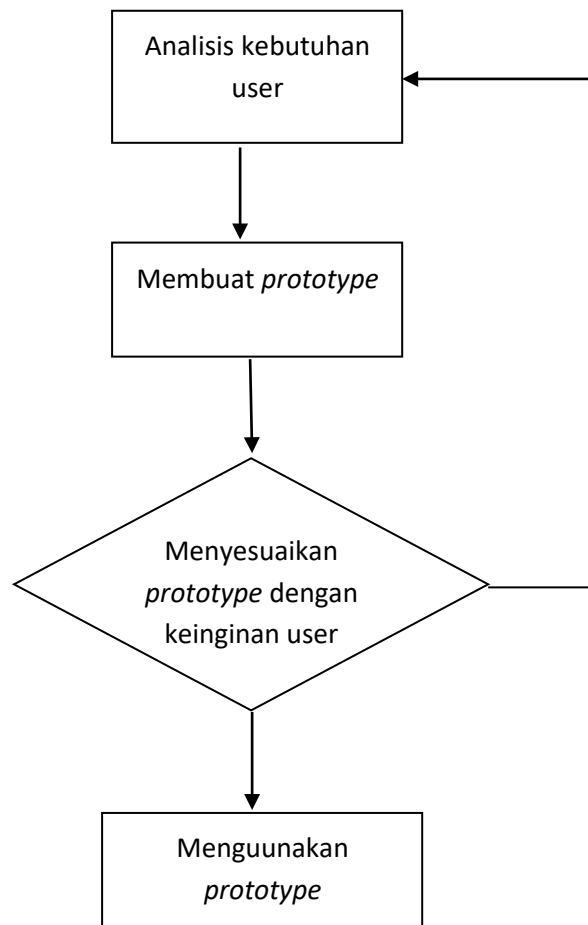 Analisis kebutuhan
user
Membuat prototype
Menyesuaikan
prototype dengan
keinginan user
Menguunakan
prototype